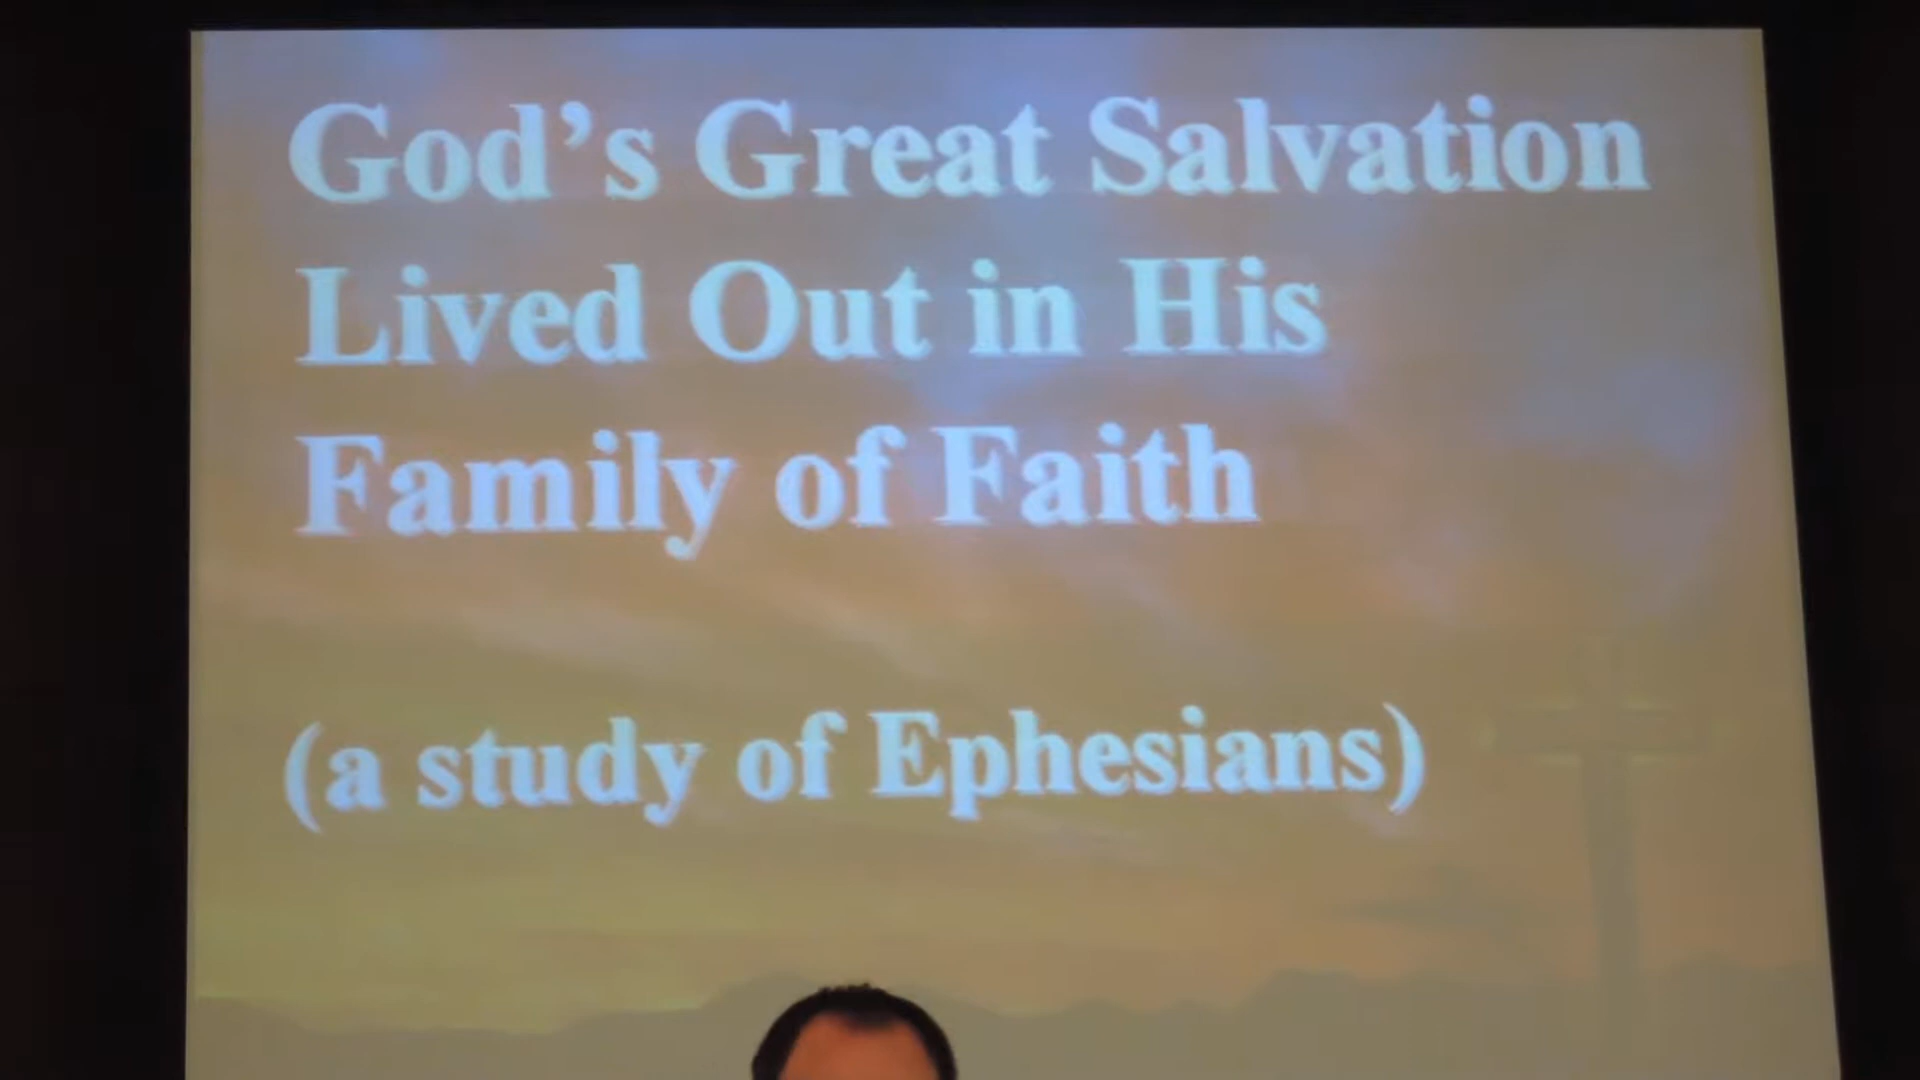 God’s Great Salvation
Lived Out in His
Family of Faith
(a study of Ephesians)